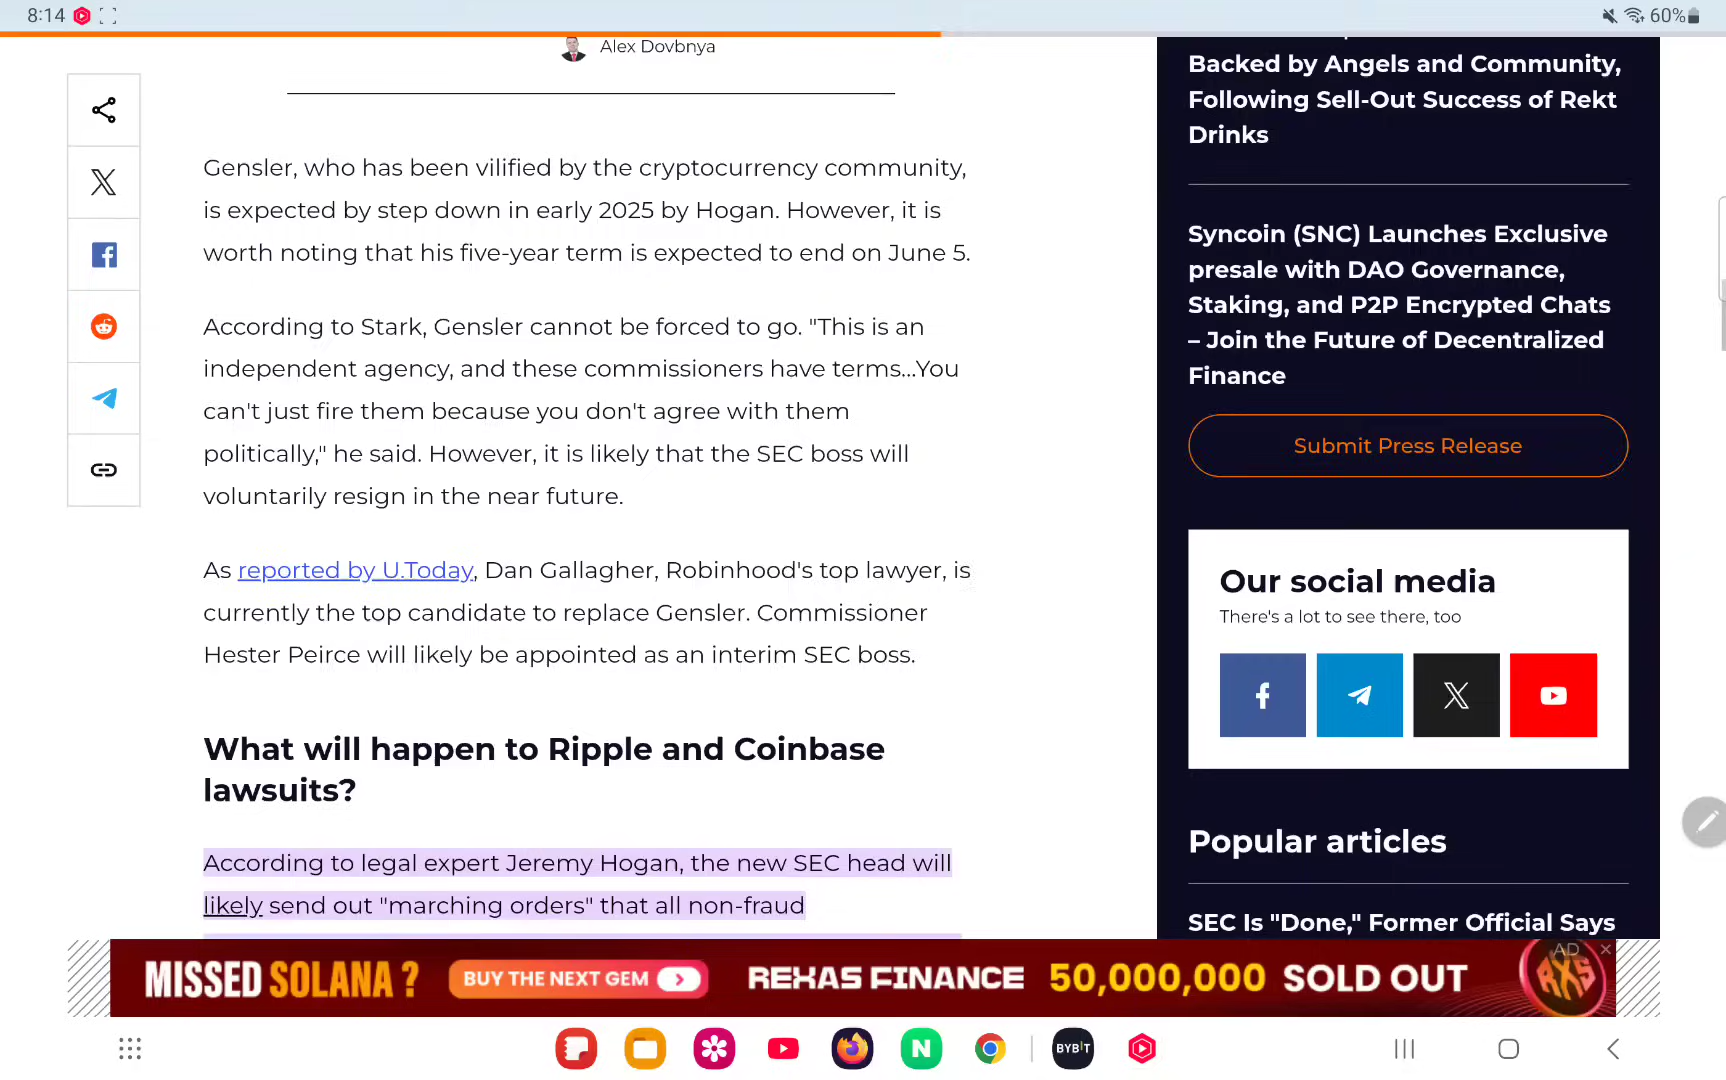 8:14
60%
Alex Dovbnya
Gensler, who has been vilified by the cryptocurrency community,
is expected by step down in early 2025 by Hogan. However, it is
worth noting that his five-year term is expected to end on June 5.
According to Stark, Gensler cannot be forced to go. "This is an
independent agency, and these commissioners have terms...You
can't just fire them because you don't agree with them
politically," he said. However, it is likely that the SEC boss will
voluntarily resign in the near future.
As reported by U.Today, Dan Gallagher, Robinhood's top lawyer, is
currently the top candidate to replace Gensler. Commissioner
Hester Peirce will likely be appointed as an interim SEC boss.
What will happen to Ripple and Coinbase
lawsuits?
According to legal expert Jeremy Hogan, the new SEC head will
likely send out "marching orders" that all non-fraud
Backed by Angels and Community,
Following Sell-Out Success of Rekt
Drinks
Syncoin (SNC) Launches Exclusive
presale with DAO Governance,
Staking, and P2P Encrypted Chats
– Join the Future of Decentralized
Finance
Submit Press Release
Our social media
There's a lot to see there, too
Popular articles
SEC Is "Done," Former Official Says
MISSED SOLANA ?
BUY THE NEXT GEM
REXAS FINANCE
50,000,000 SOLD OUT
RXS
AD
BYBIT